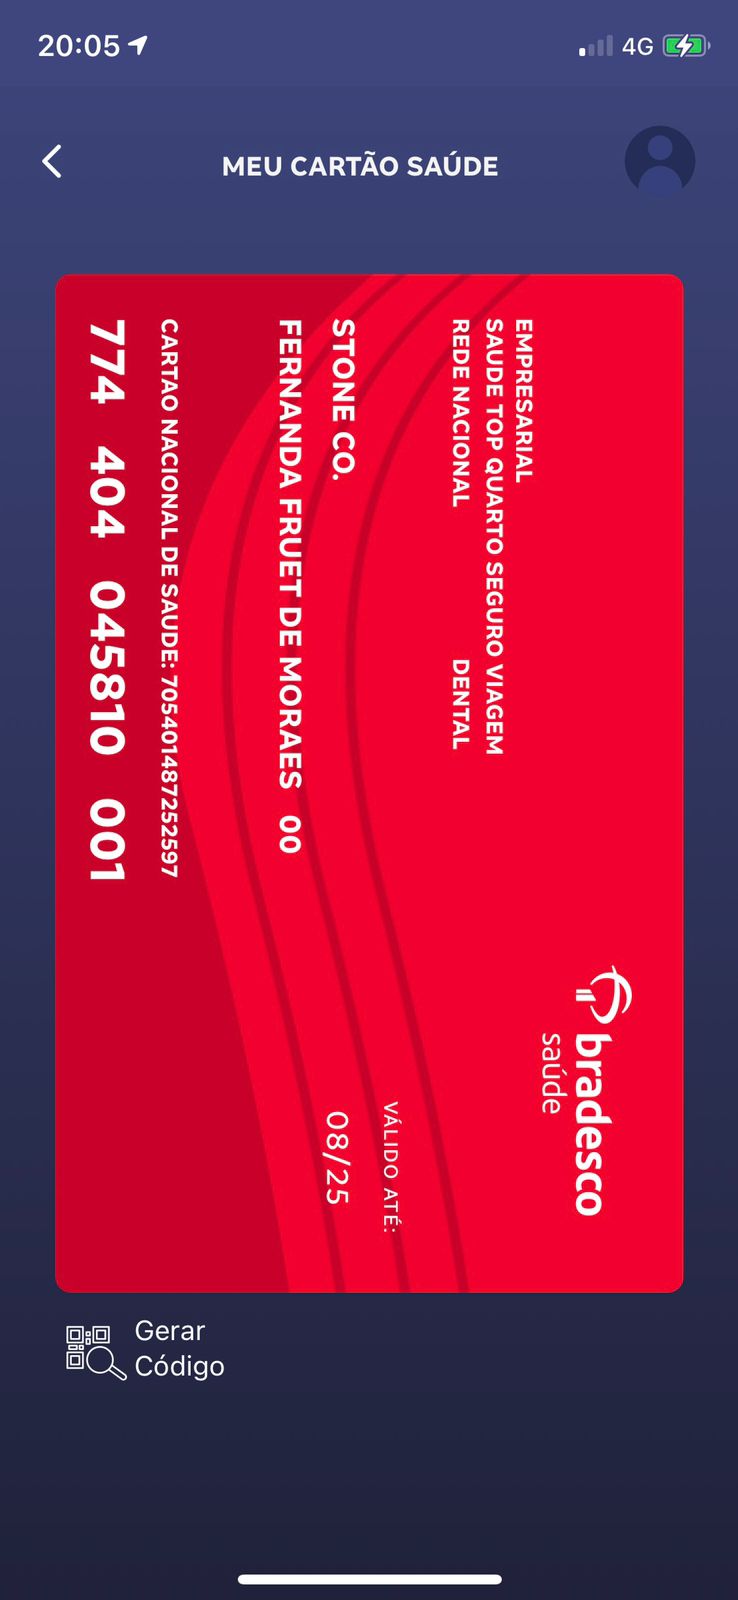 20:05
4G
MEU CARTÃO SAÚDE
bradesco
saúde
EMPRESARIAL
SAUDE TOP QUARTO SEGURO VIAGEM
REDE NACIONAL DENTAL
VÁLIDO ATÉ:
STONE CO. 08/25
FERNANDA FRUET DE MORAES 00
CARTAO NACIONAL DE SAUDE: 705401487252597
774 404 045810 001
Gerar
Código